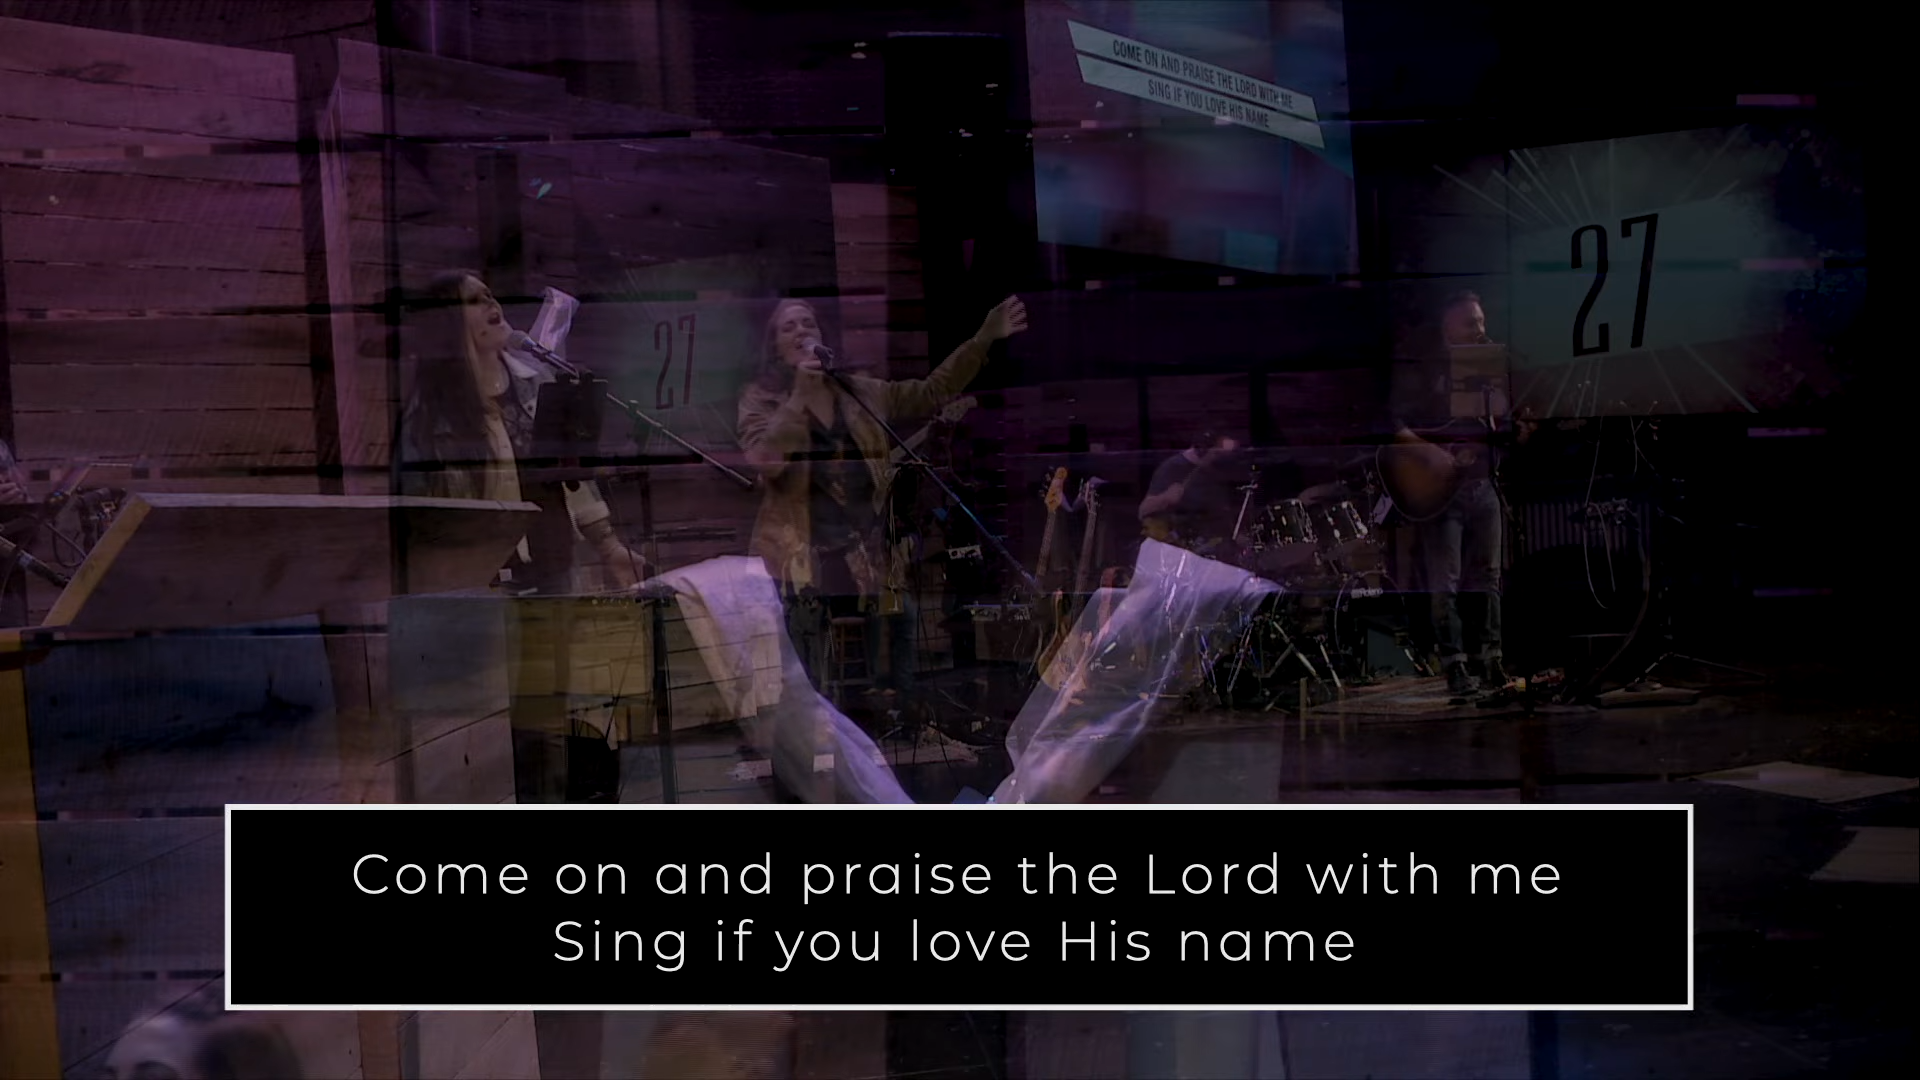 COME ON AND PRAISE THE LORD WITH ME
SING IF YOU LOVE HIS NAME
27
27
Come on and praise the Lord with me
Sing if you love His name